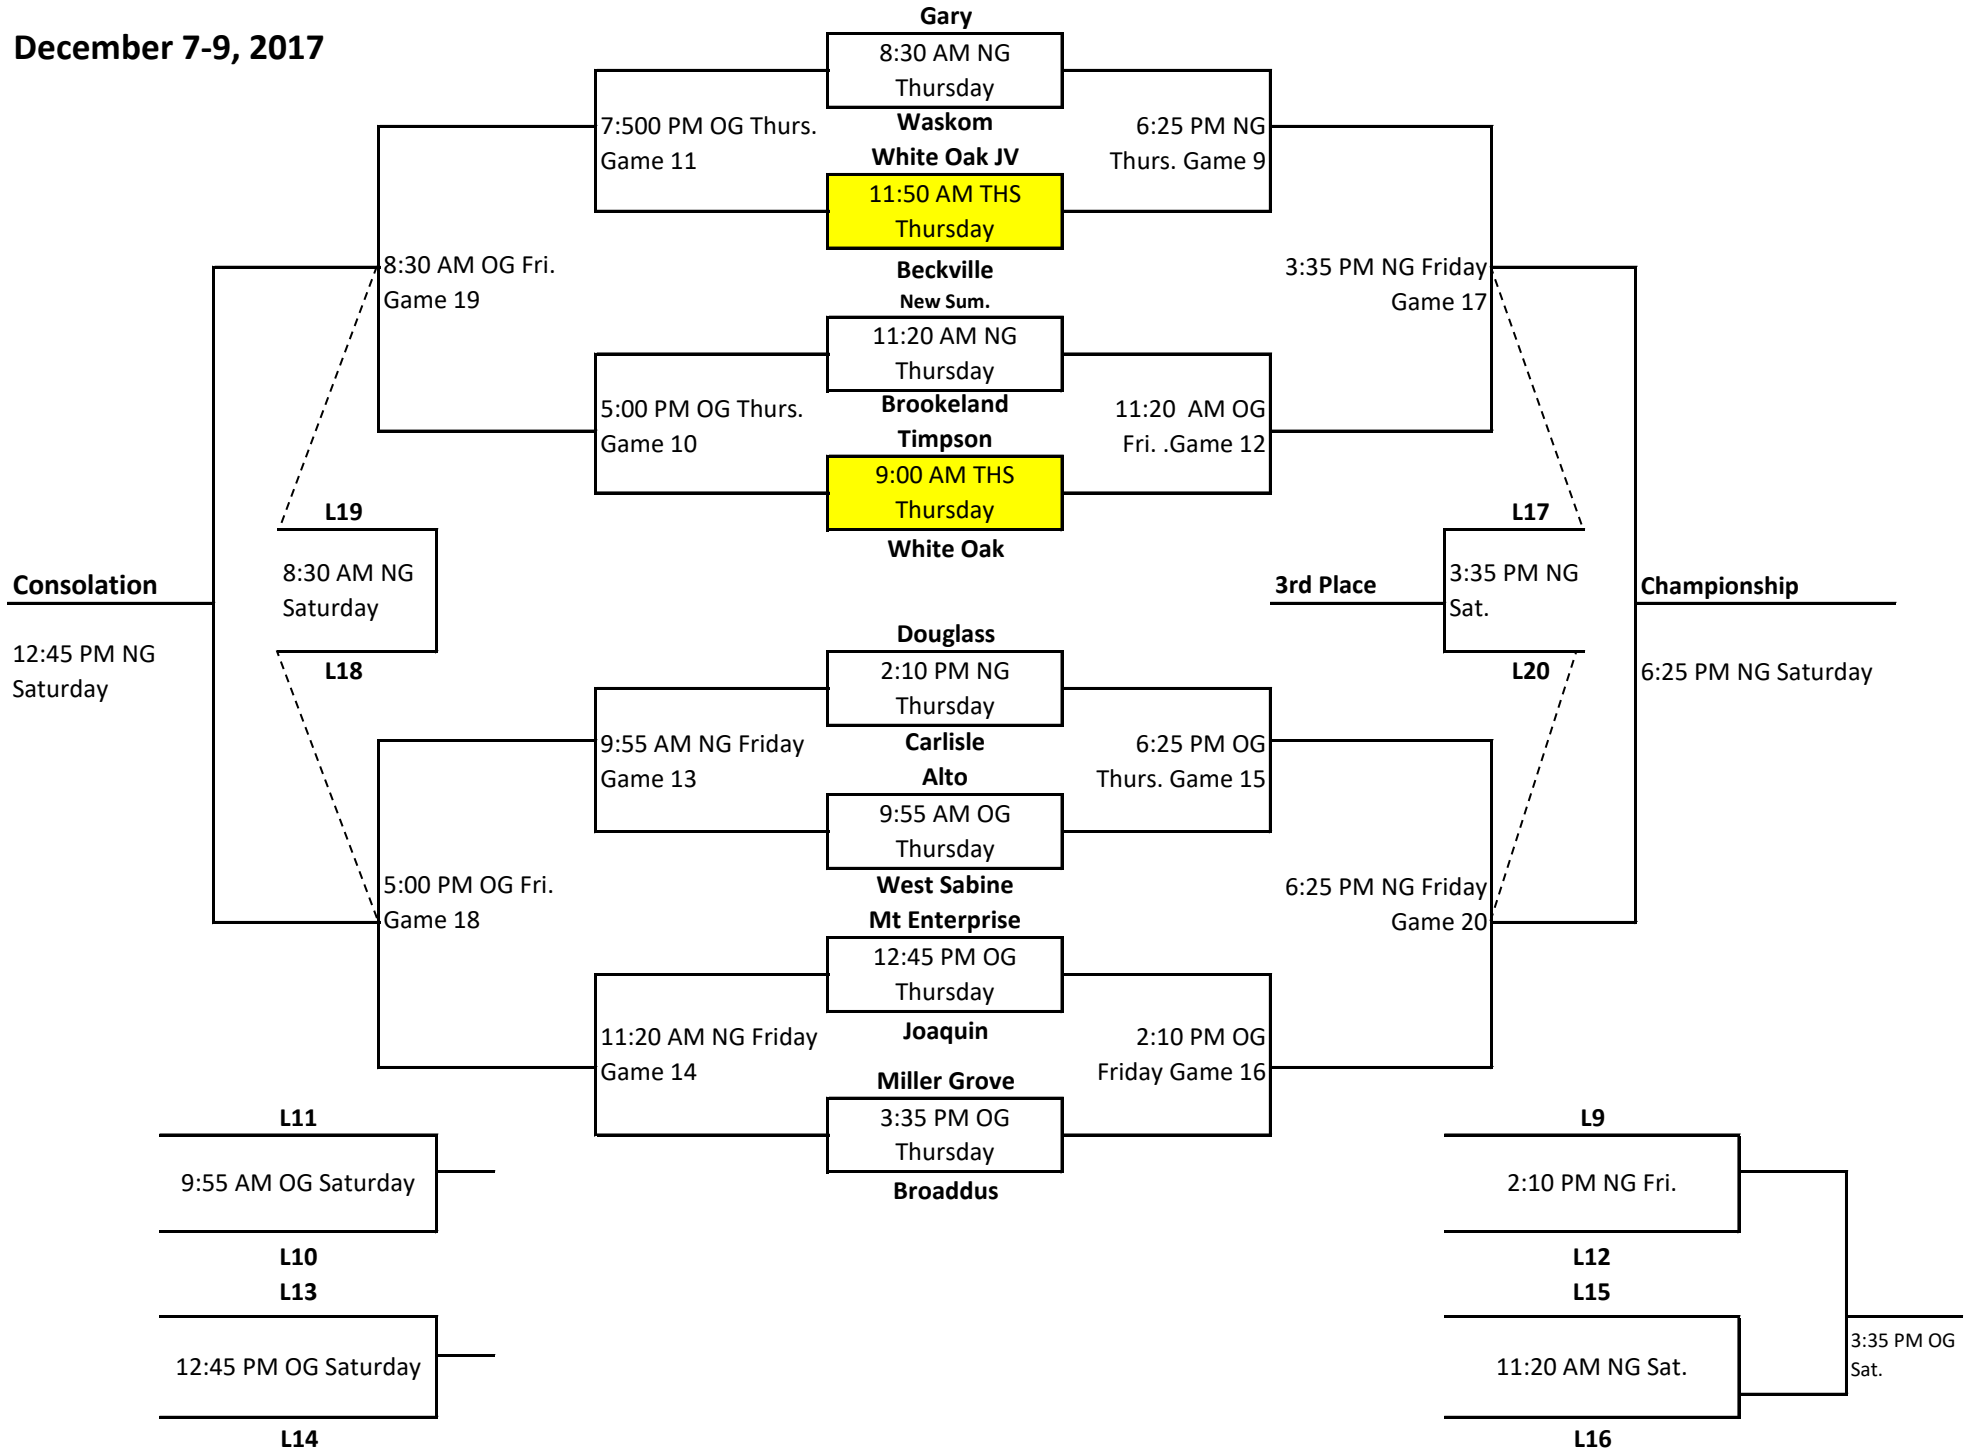 December 7-9, 2017
Gary
8:30 AM NG
Thursday
Waskom
White Oak JV
11:50 AM THS
Thursday
Beckville
New Sum.
11:20 AM NG
Thursday
Brookeland
Timpson
9:00 AM THS
Thursday
White Oak
7:500 PM OG Thurs.
Game 11
6:25 PM NG
Thurs. Game 9
8:30 AM OG Fri.
Game 19
3:35 PM NG Friday
Game 17
5:00 PM OG Thurs.
Game 10
11:20  AM OG
Fri. .Game 12
L19
8:30 AM NG
Saturday
L18
L17
3:35 PM NG
Sat.
L20
Consolation
12:45 PM NG
Saturday
3rd Place
Championship
6:25 PM NG Saturday
Douglass
2:10 PM NG
Thursday
Carlisle
Alto
9:55 AM OG
Thursday
West Sabine
Mt Enterprise
12:45 PM OG
Thursday
Joaquin
Miller Grove
3:35 PM OG
Thursday
Broaddus
9:55 AM NG Friday
Game 13
6:25 PM OG
Thurs. Game 15
5:00 PM OG Fri.
Game 18
6:25 PM NG Friday
Game 20
11:20 AM NG Friday
Game 14
2:10 PM OG
Friday Game 16
L11
9:55 AM OG Saturday
L10
L13
12:45 PM OG Saturday
L14
L9
2:10 PM NG Fri.
L12
L15
11:20 AM NG Sat.
L16
3:35 PM OG
Sat.